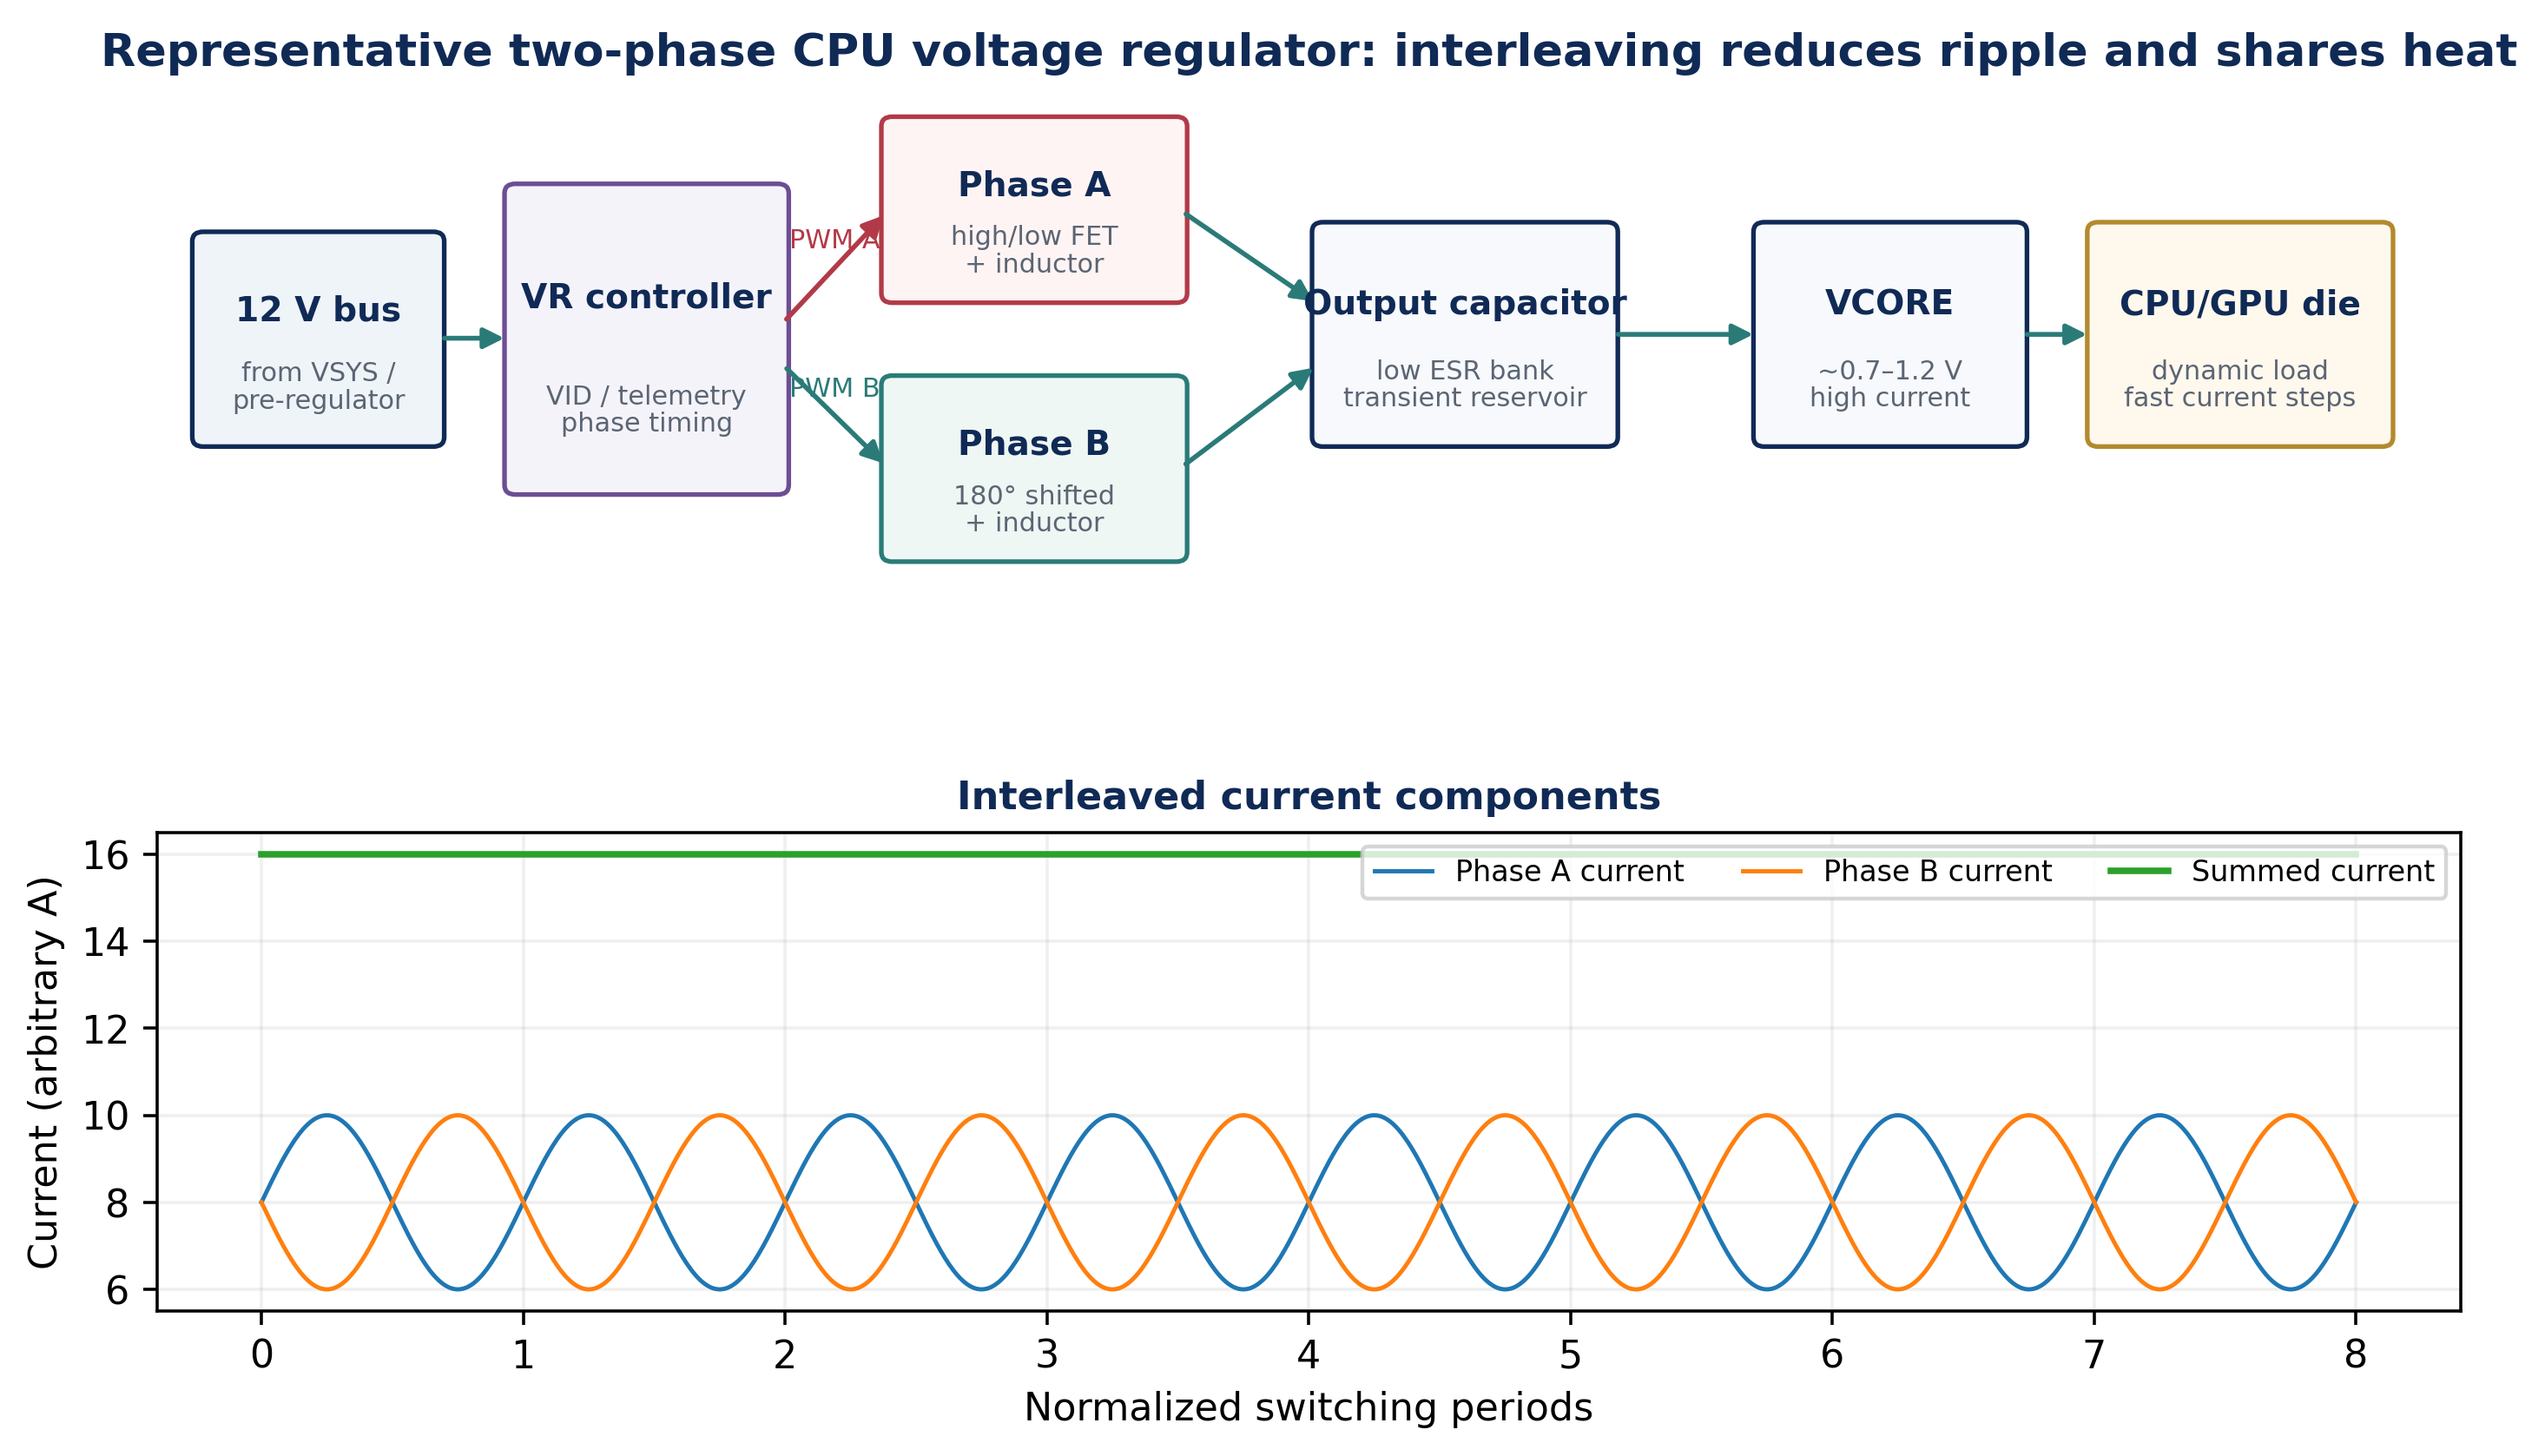 Representative two-phase CPU voltage regulator: interleaving reduces ripple and shares heat
12 V bus
from VSYS /
pre-regulator
VR controller
VID / telemetry
phase timing
PWM A
PWM B
Phase A
high/low FET
+ inductor
Phase B
180° shifted
+ inductor
Output capacitor
low ESR bank
transient reservoir
VCORE
~0.7–1.2 V
high current
CPU/GPU die
dynamic load
fast current steps
Interleaved current components
Current (arbitrary A)
16
14
12
10
8
6
Phase A current
Phase B current
Summed current
0 1 2 3 4 5 6 7 8
Normalized switching periods